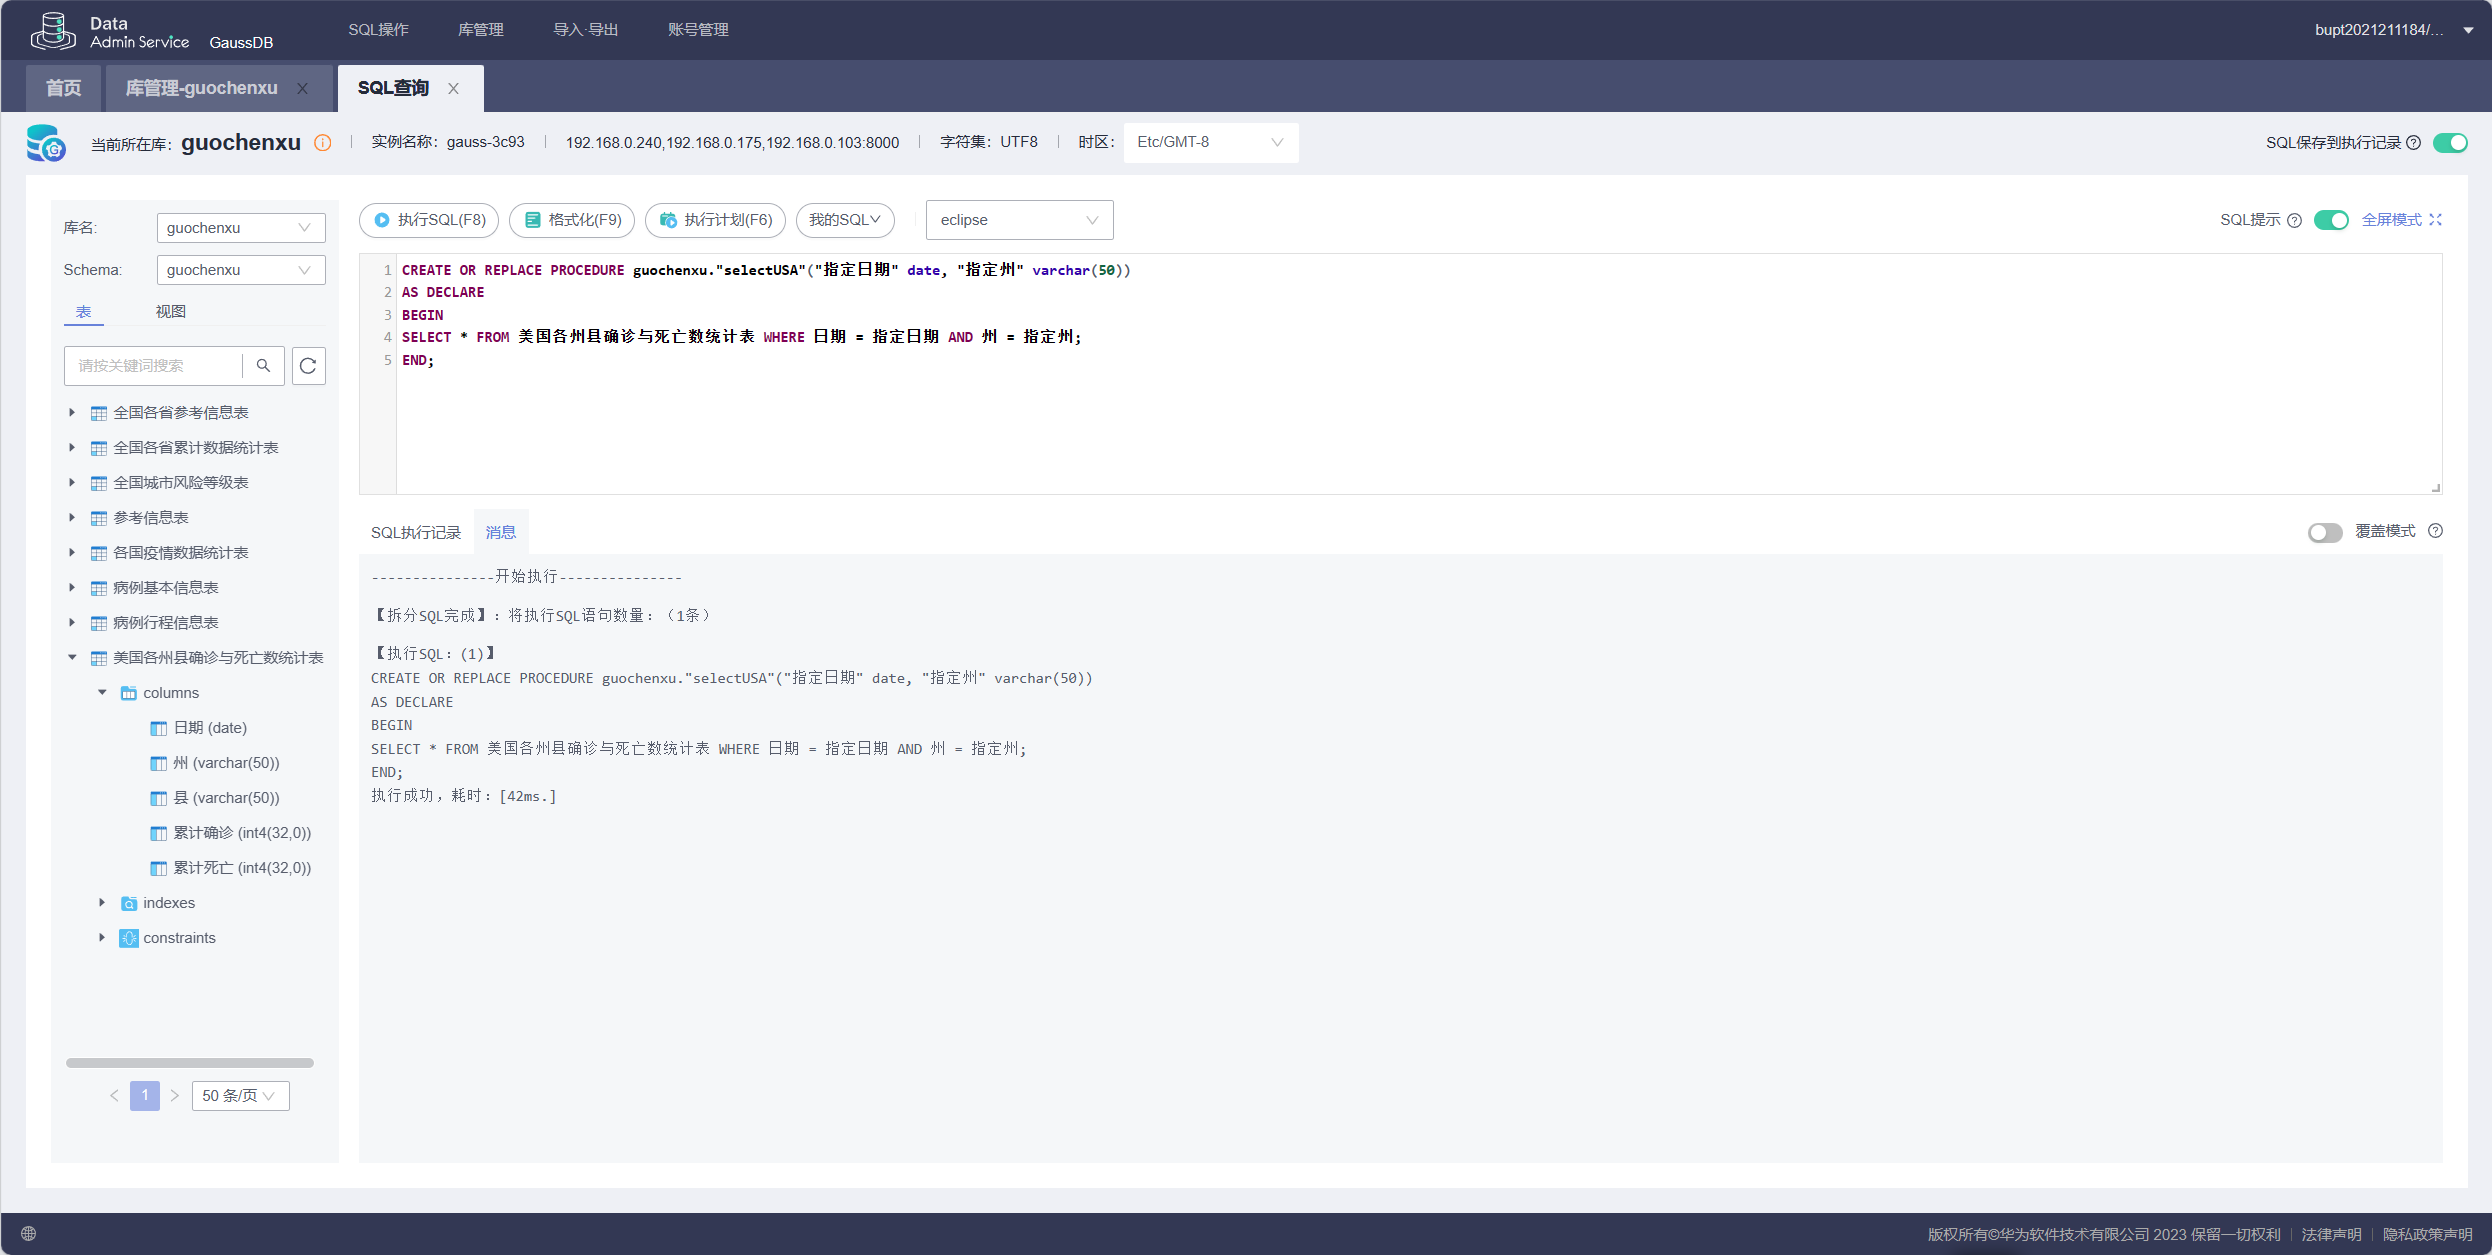 Data
Admin Service GaussDB SQL操作 库管理 导入·导出 账号管理 bupt2021211184/...
首页 库管理-guochenxu SQL查询
当前所在库: guochenxu 实例名称: gauss-3c93 192.168.0.240,192.168.0.175,192.168.0.103:8000 字符集: UTF8 时区: Etc/GMT-8 SQL保存到执行记录
库名: guochenxu
Schema: guochenxu
表 视图
请按关键词搜索
全国各省参考信息表
全国各省累计数据统计表
全国城市风险等级表
参考信息表
各国疫情数据统计表
病例基本信息表
病例行程信息表
美国各州县确诊与死亡数统计表
columns
日期 (date)
州 (varchar(50))
县 (varchar(50))
累计确诊 (int4(32,0))
累计死亡 (int4(32,0))
indexes
constraints
1 50 条/页
执行SQL(F8) 格式化(F9) 执行计划(F6) 我的SQL eclipse SQL提示 全屏模式
1 CREATE OR REPLACE PROCEDURE guochenxu."selectUSA"("指定日期" date, "指定州" varchar(50))
2 AS DECLARE
3 BEGIN
4 SELECT * FROM 美国各州县确诊与死亡数统计表 WHERE 日期 = 指定日期 AND 州 = 指定州;
5 END;
SQL执行记录 消息 覆盖模式
---------------开始执行---------------
【拆分SQL完成】:将执行SQL语句数量:(1条)
【执行SQL:(1)】
CREATE OR REPLACE PROCEDURE guochenxu."selectUSA"("指定日期" date, "指定州" varchar(50))
AS DECLARE
BEGIN
SELECT * FROM 美国各州县确诊与死亡数统计表 WHERE 日期 = 指定日期 AND 州 = 指定州;
END;
执行成功,耗时:[42ms.]
版权所有©华为软件技术有限公司 2023 保留一切权利 法律声明 隐私政策声明